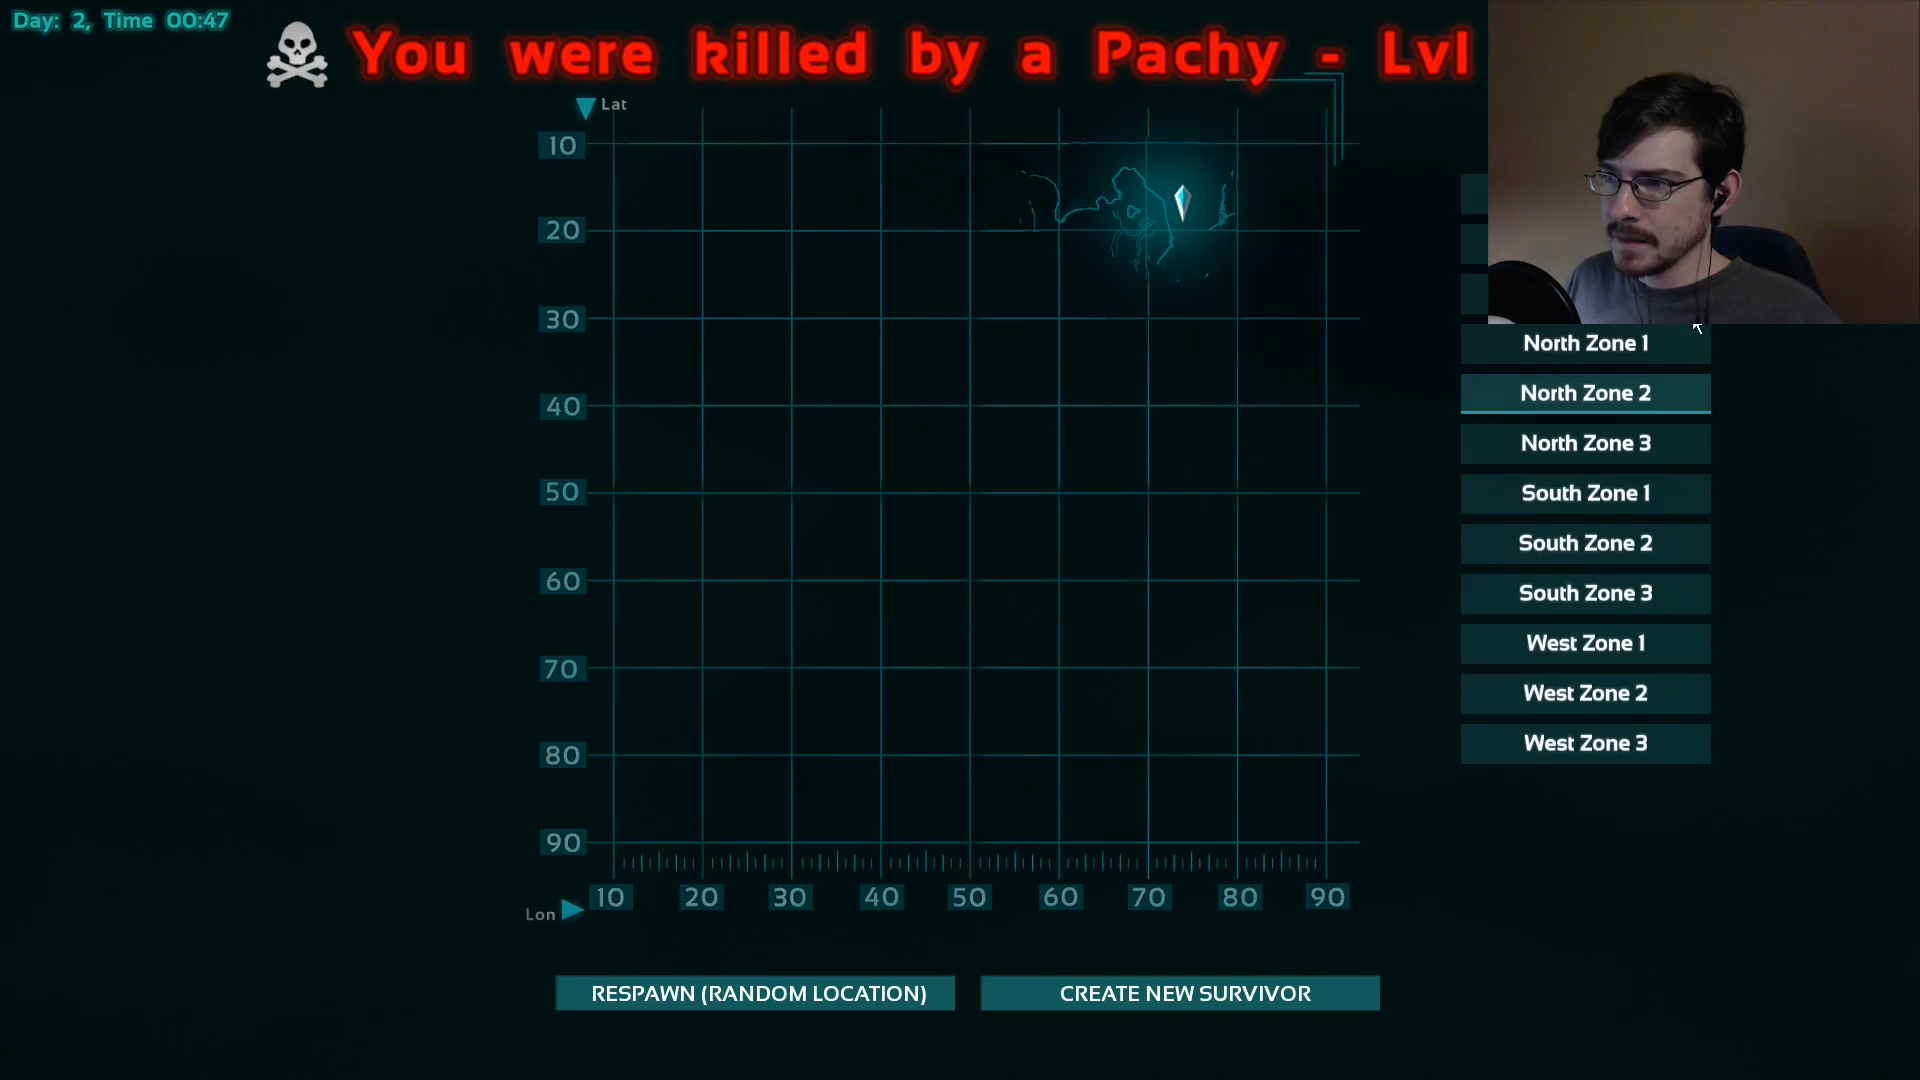 Day: 2, Time 00:47
You were killed by a Pachy - Lvl
Lat
10
20
30
40
50
60
70
80
90
Lon
10 20 30 40 50 60 70 80 90
North Zone 1
North Zone 2
North Zone 3
South Zone 1
South Zone 2
South Zone 3
West Zone 1
West Zone 2
West Zone 3
RESPAWN (RANDOM LOCATION)
CREATE NEW SURVIVOR